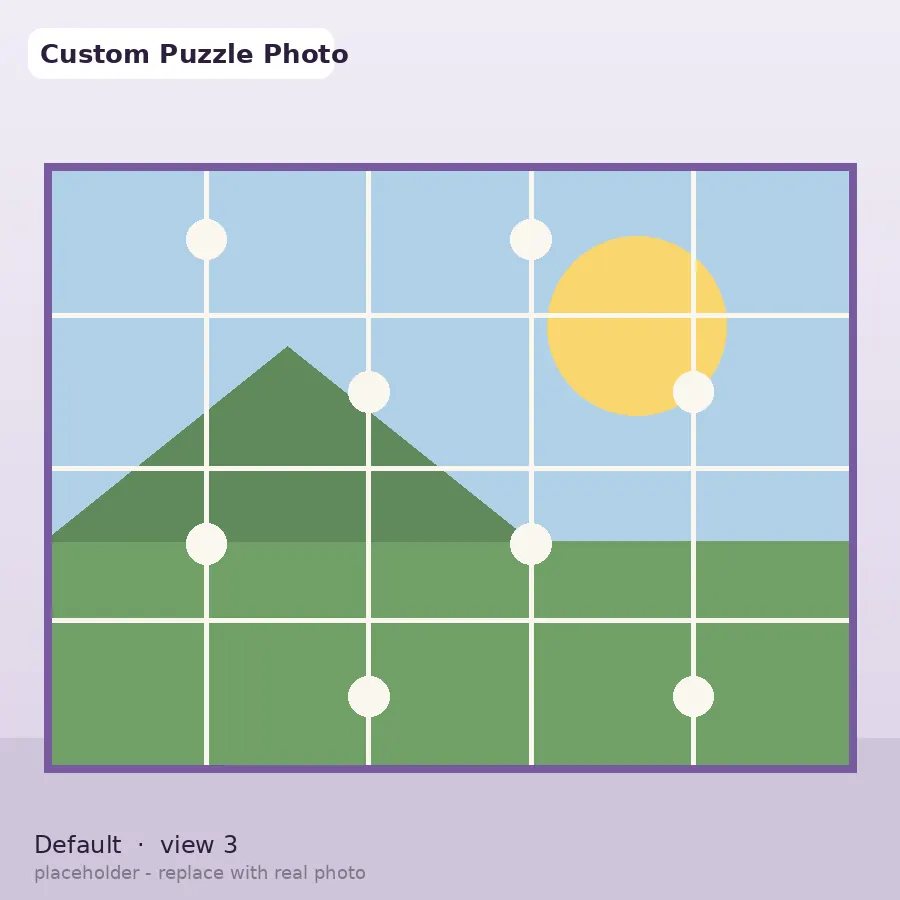 Custom Puzzle Photo
Default · view 3
placeholder - replace with real photo